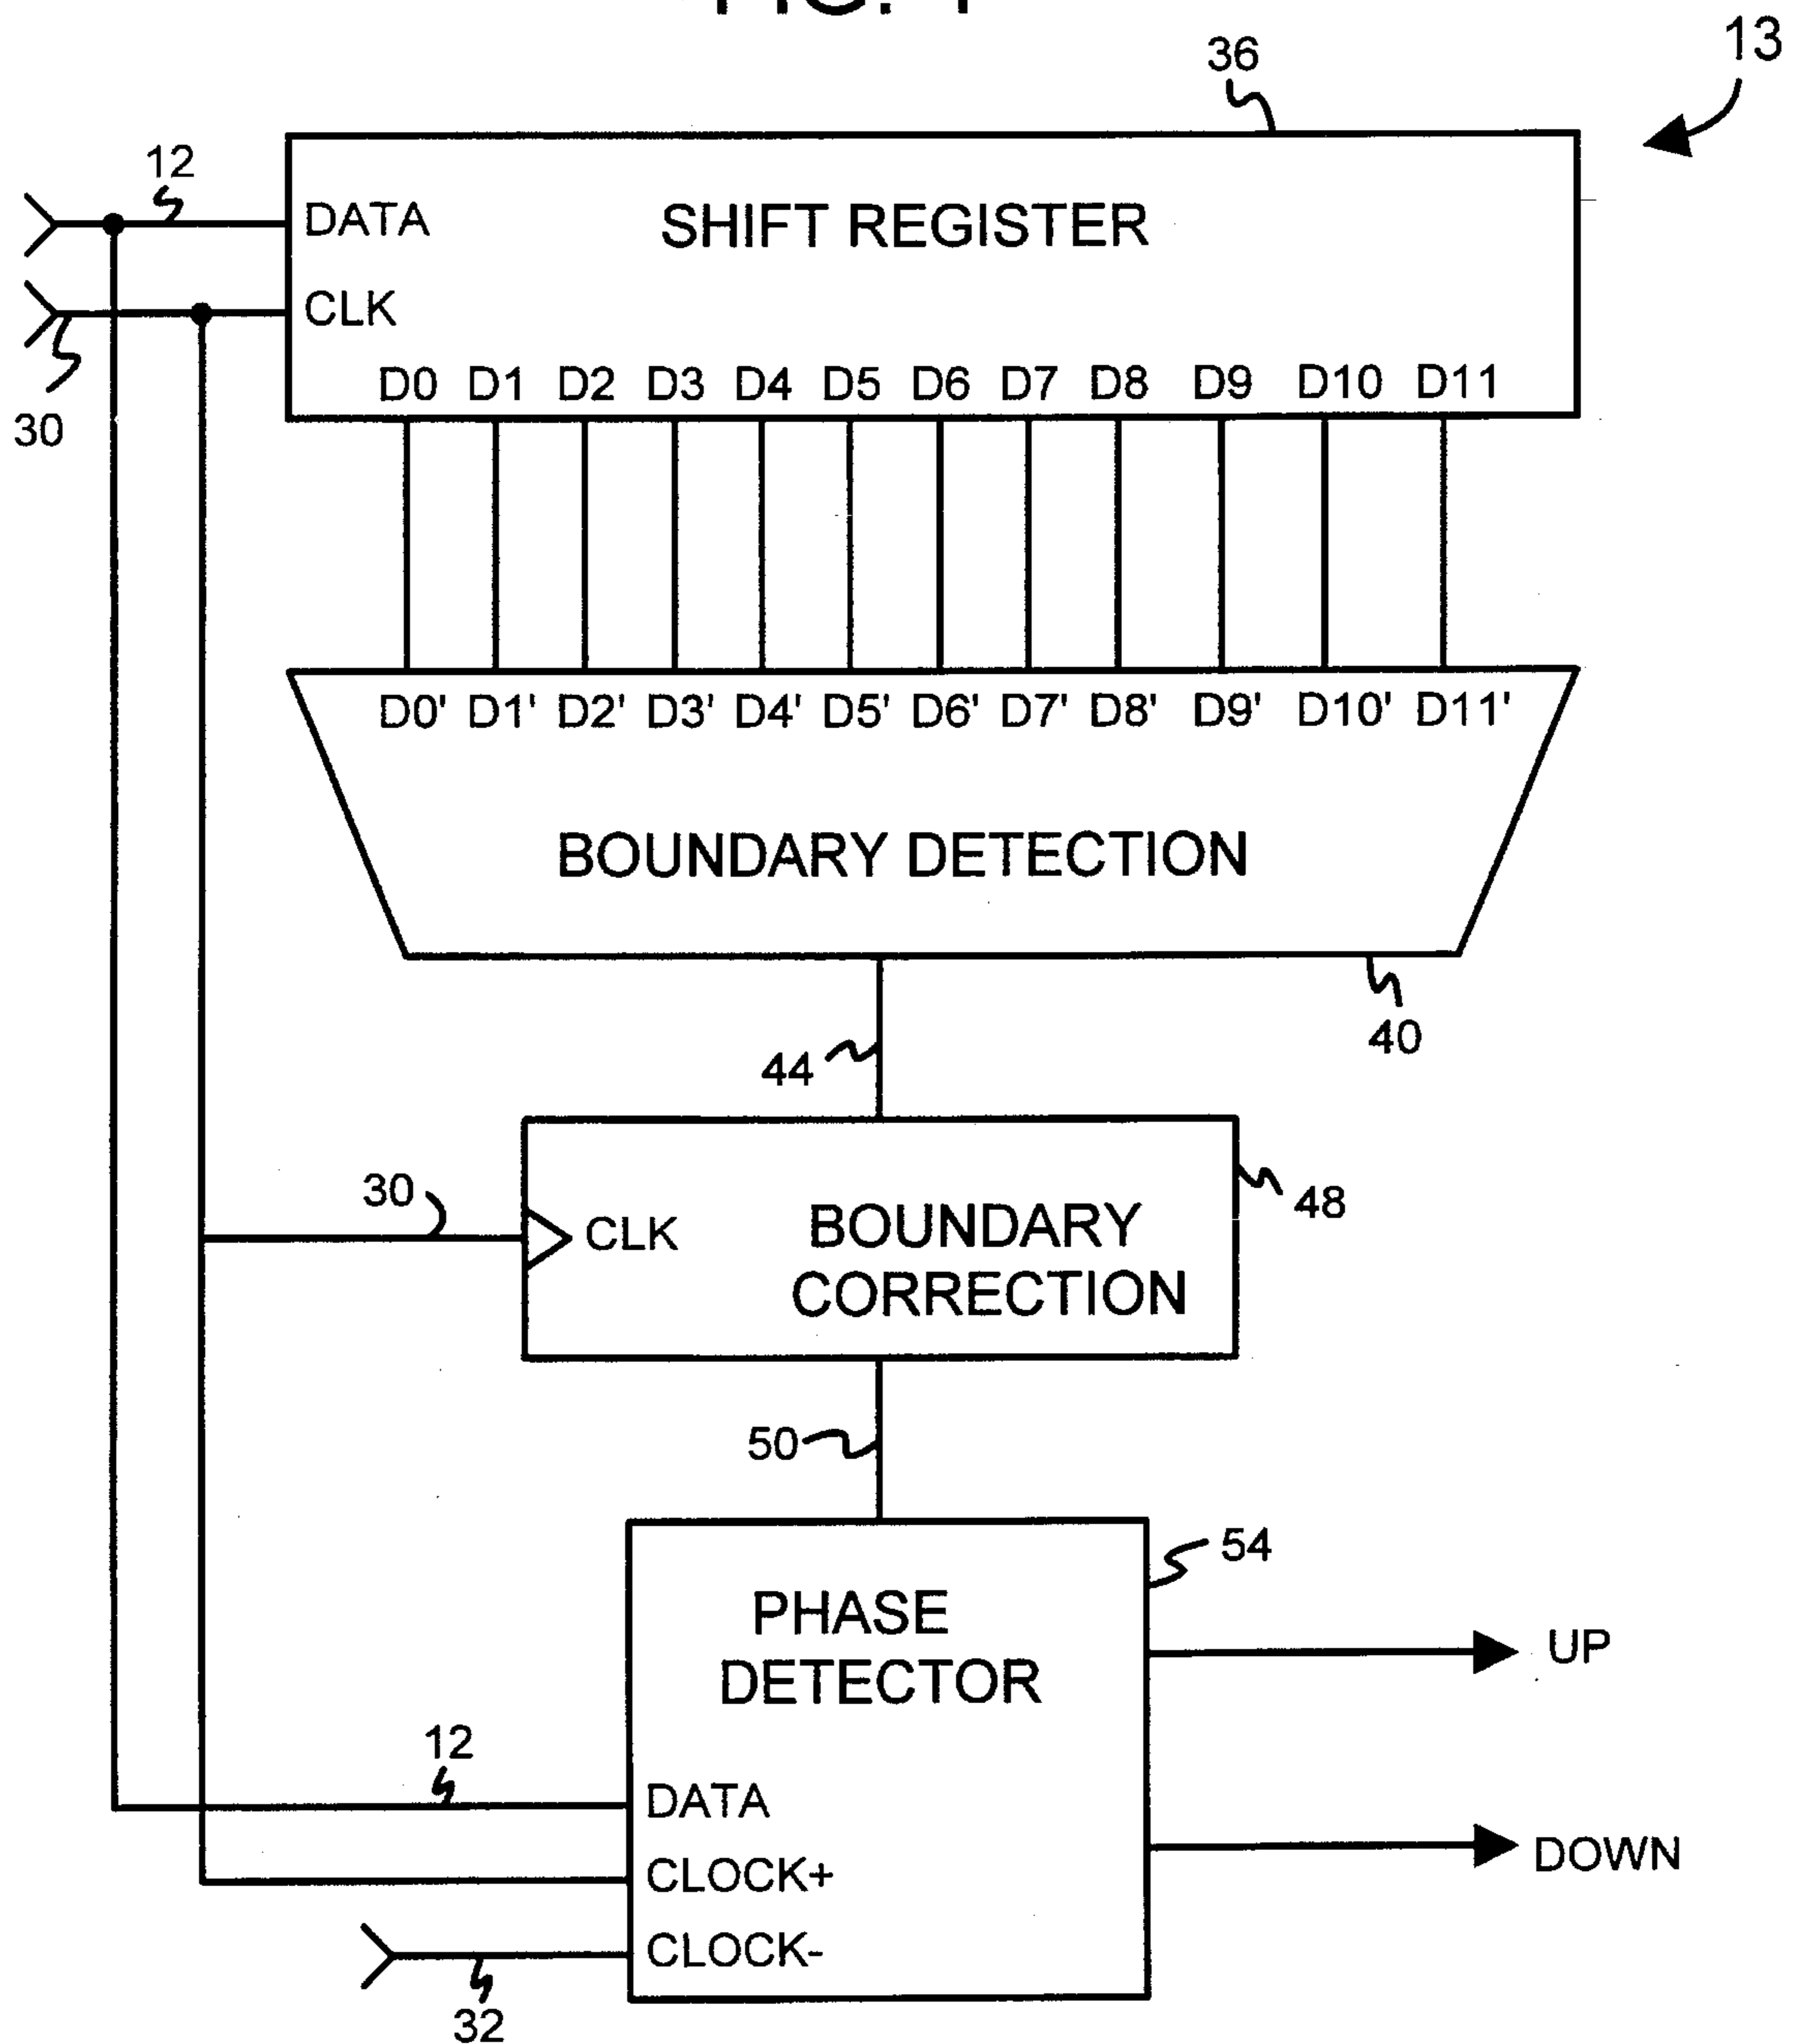 36
13
12
DATA
SHIFT REGISTER
CLK
30
D0 D1 D2 D3 D4 D5 D6 D7 D8 D9 D10 D11
D0' D1' D2' D3' D4' D5' D6' D7' D8' D9' D10' D11'
BOUNDARY DETECTION
40
44
30
CLK
BOUNDARY
CORRECTION
48
50
54
PHASE
DETECTOR
UP
12
DATA
CLOCK+
DOWN
CLOCK-
32